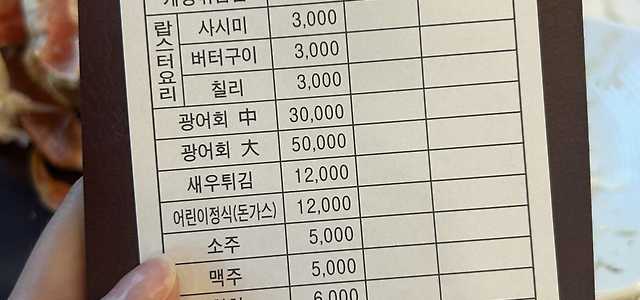 랍스터요리
사시미 3,000
버터구이 3,000
칠리 3,000
광어회 中 30,000
광어회 大 50,000
새우튀김 12,000
어린이정식(돈가스) 12,000
소주 5,000
맥주 5,000
6,000